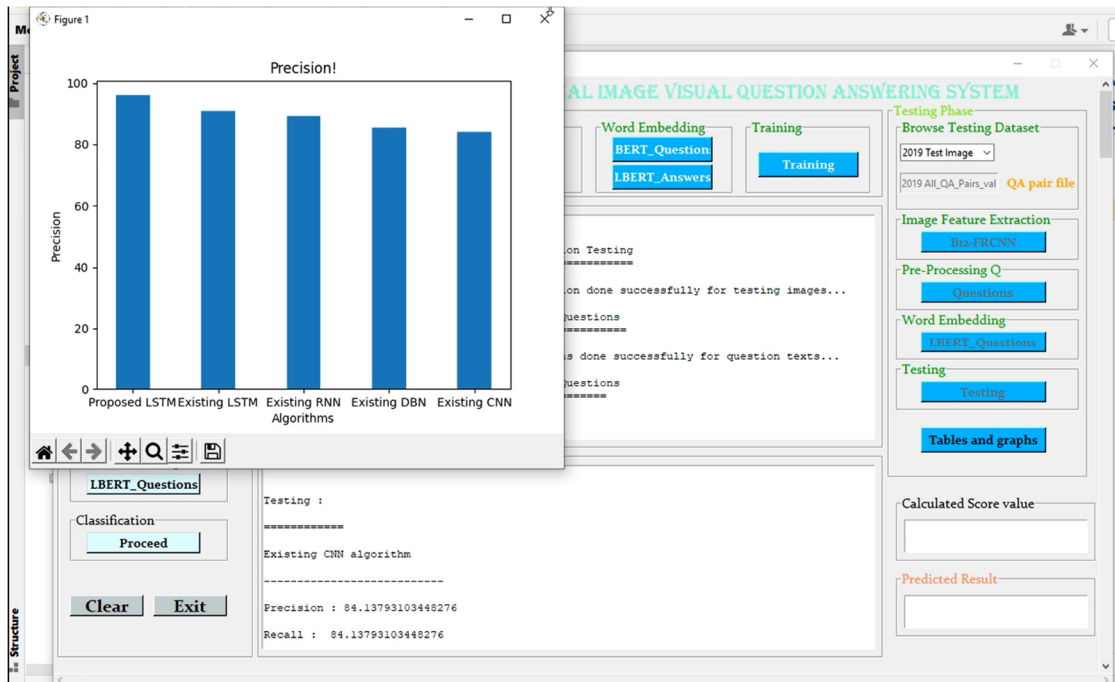 Figure 1
Precision!
100
80
60
40
20
0
Precision
Proposed LSTM Existing LSTM Existing RNN Existing DBN Existing CNN
Algorithms
Project
Structure
AL IMAGE VISUAL QUESTION ANSWERING SYSTEM
Word Embedding
BERT_Question
LBERT_Answers
Training
Training
Testing Phase
Browse Testing Dataset
2019 Test Image
2019 All_QA_Pairs_val QA pair file
Image Feature Extraction
B12-FRCNN
Pre-Processing Q
Questions
Word Embedding
LBERT_Questions
Testing
Testing
Tables and graphs
on Testing
===========
on done successfully for testing images...
Questions
==========
s done successfully for question texts...
Questions
=======
LBERT_Questions
Classification
Proceed
Clear Exit
Testing :
============
Existing CNN algorithm
---------------------------
Precision : 84.13793103448276
Recall : 84.13793103448276
Calculated Score value
Predicted Result